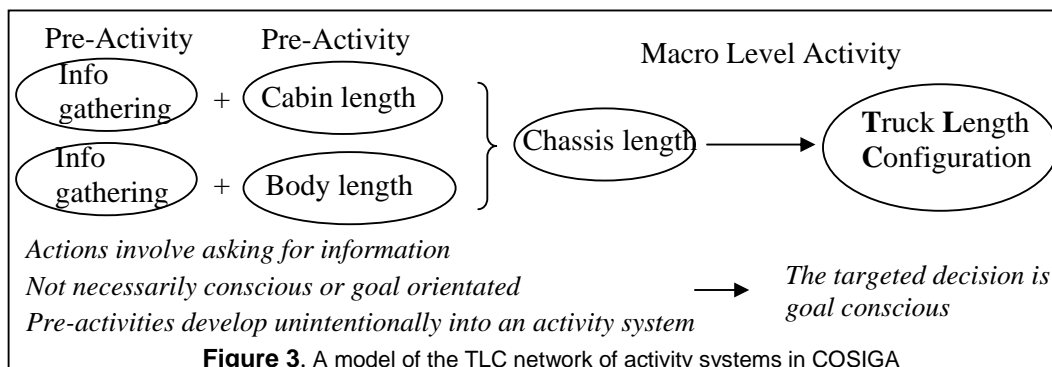 Pre-Activity Pre-Activity
Macro Level Activity
Info
gathering + Cabin length
Chassis length
Truck Length
Configuration
Info
gathering + Body length
Actions involve asking for information
Not necessarily conscious or goal orientated
Pre-activities develop unintentionally into an activity system
The targeted decision is
goal conscious
Figure 3. A model of the TLC network of activity systems in COSIGA